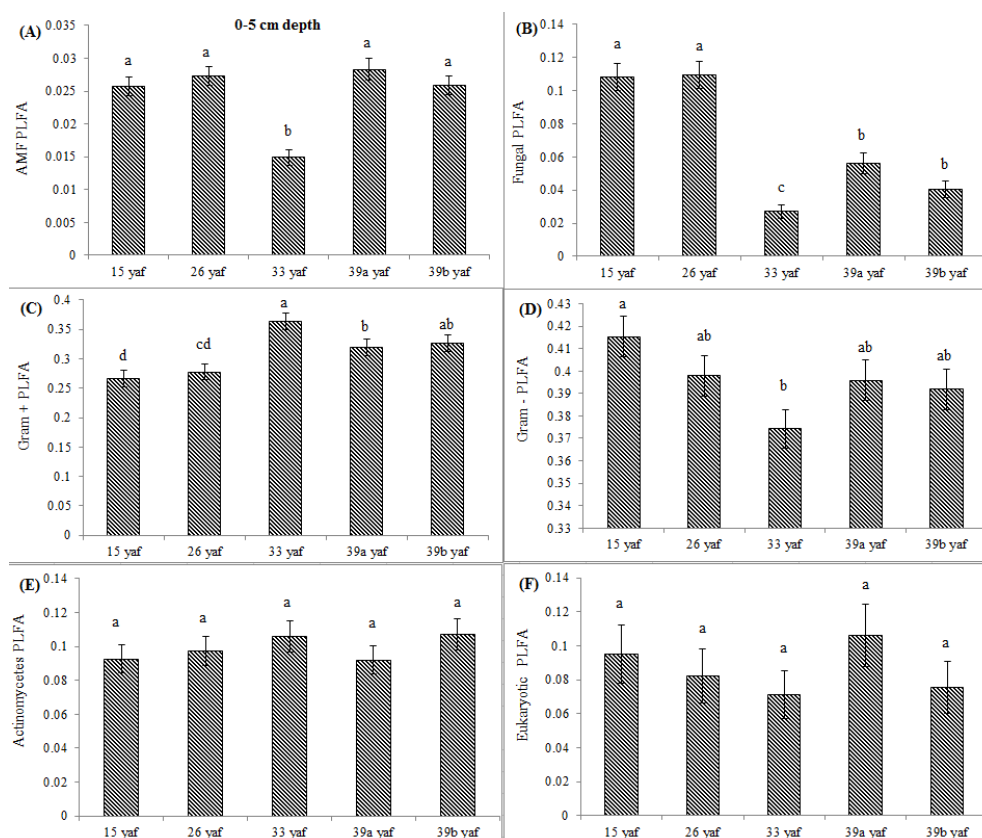 (A)
0-5 cm depth
AMF PLFA
0.035
0.03
0.025
0.02
0.015
0.01
0.005
0
a
a
b
a
a
15 yaf
26 yaf
33 yaf
39a yaf
39b yaf
(B)
Fungal PLFA
0.14
0.12
0.1
0.08
0.06
0.04
0.02
0
a
a
c
b
b
15 yaf
26 yaf
33 yaf
39a yaf
39b yaf
(C)
Gram + PLFA
0.4
0.35
0.3
0.25
0.2
0.15
0.1
0.05
0
d
cd
a
b
ab
15 yaf
26 yaf
33 yaf
39a yaf
39b yaf
(D)
Gram - PLFA
0.43
0.42
0.41
0.4
0.39
0.38
0.37
0.36
0.35
0.34
0.33
a
ab
b
ab
ab
15 yaf
26 yaf
33 yaf
39a yaf
39b yaf
(E)
Actinomycetes PLFA
0.14
0.12
0.1
0.08
0.06
0.04
0.02
0
a
a
a
a
a
15 yaf
26 yaf
33 yaf
39a yaf
39b yaf
(F)
Eukaryotic PLFA
0.14
0.12
0.1
0.08
0.06
0.04
0.02
0
a
a
a
a
a
15 yaf
26 yaf
33 yaf
39a yaf
39b yaf